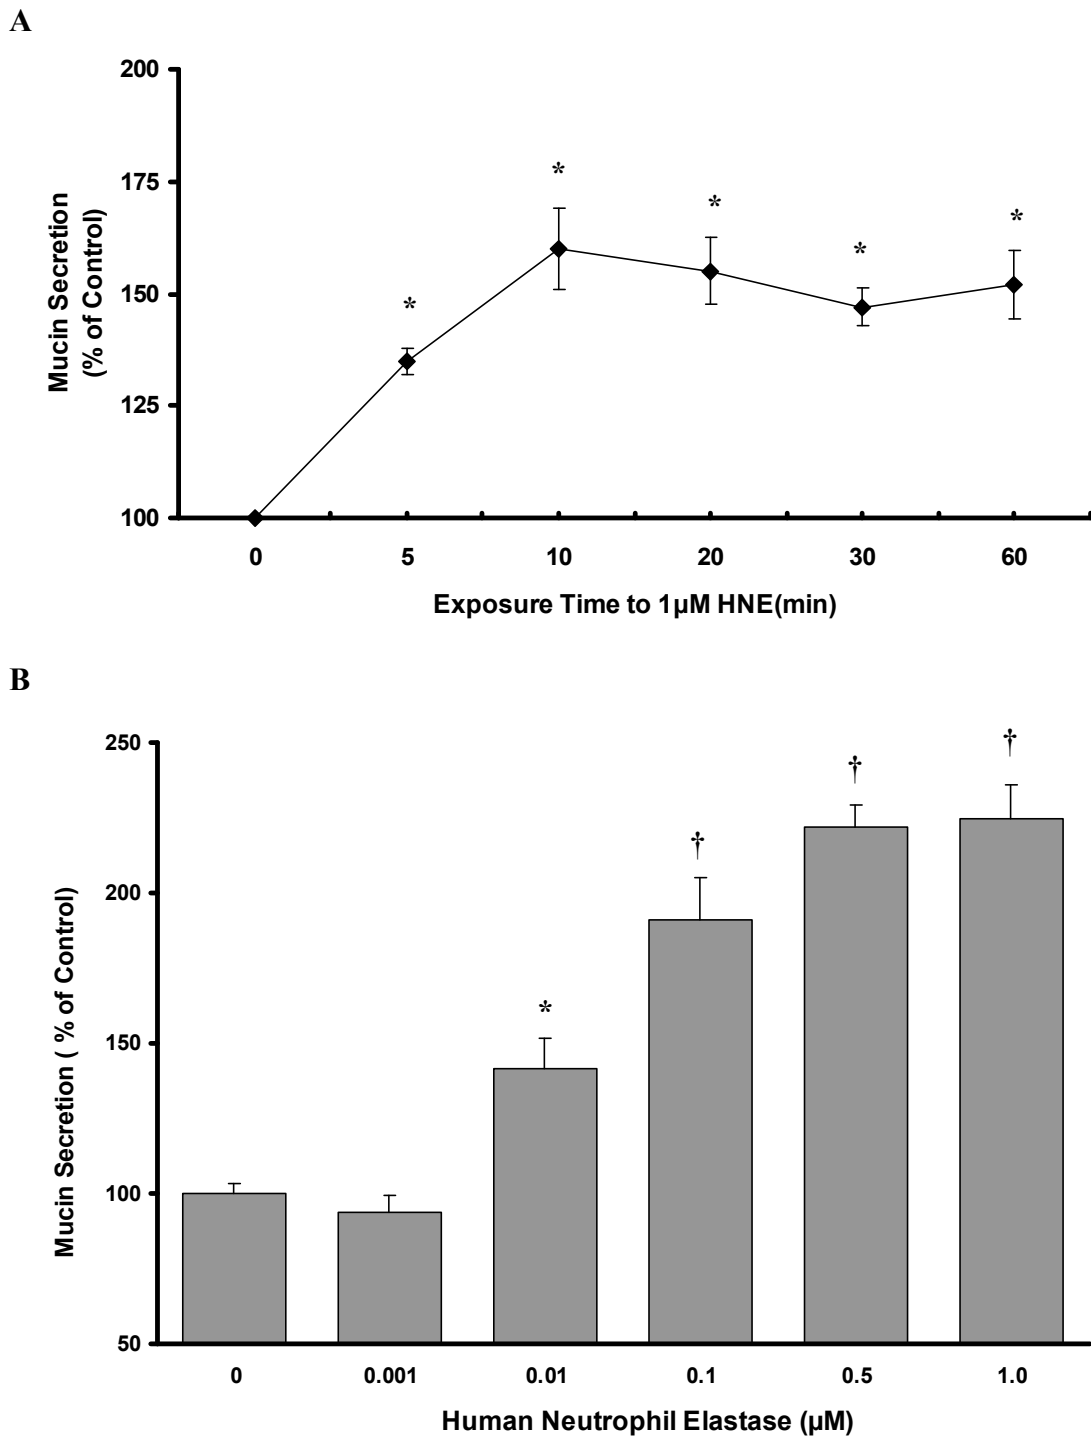 A
200
175
150
125
100
Mucin Secretion
(% of Control)
*
*
*
*
*
0 5 10 20 30 60
Exposure Time to 1µM HNE(min)
B
250
200
150
100
50
Mucin Secretion ( % of Control)
*
†
†
†
0 0.001 0.01 0.1 0.5 1.0
Human Neutrophil Elastase (µM)